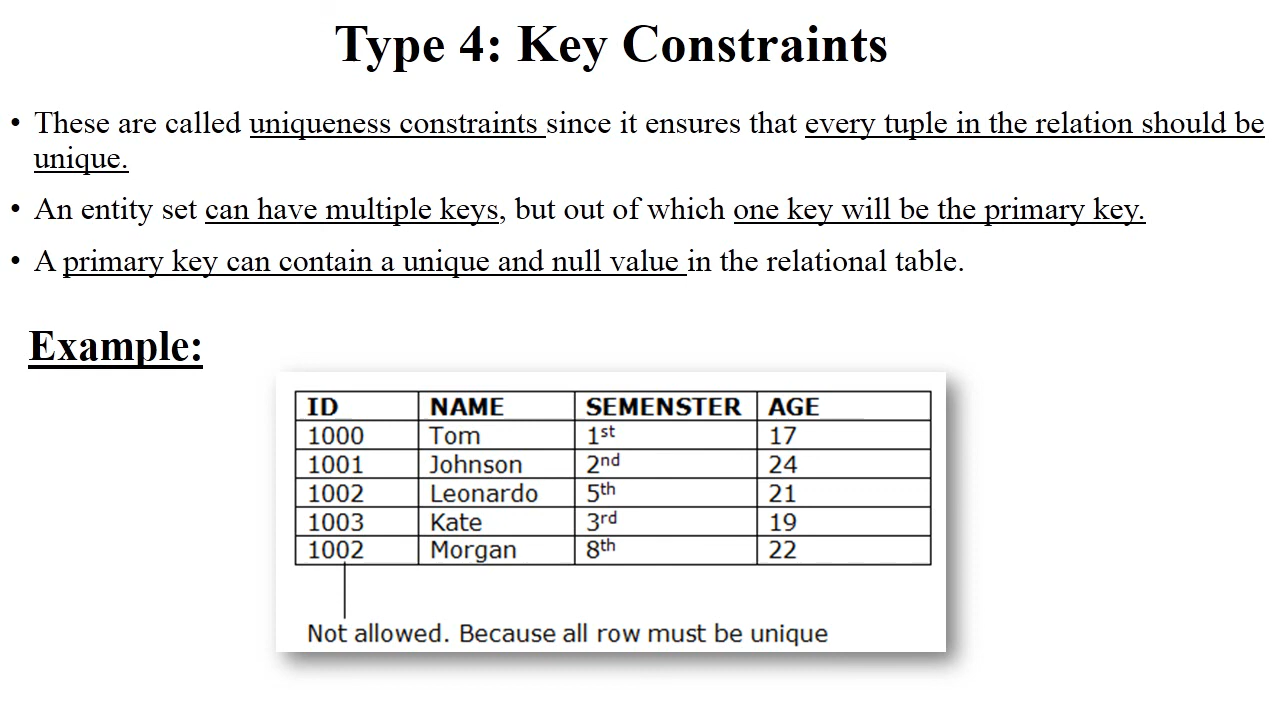 Type 4: Key Constraints
• These are called uniqueness constraints since it ensures that every tuple in the relation should be
unique.
• An entity set can have multiple keys, but out of which one key will be the primary key.
• A primary key can contain a unique and null value in the relational table.
Example:
ID NAME SEMENSTER AGE
1000 Tom 1st 17
1001 Johnson 2nd 24
1002 Leonardo 5th 21
1003 Kate 3rd 19
1002 Morgan 8th 22
Not allowed. Because all row must be unique